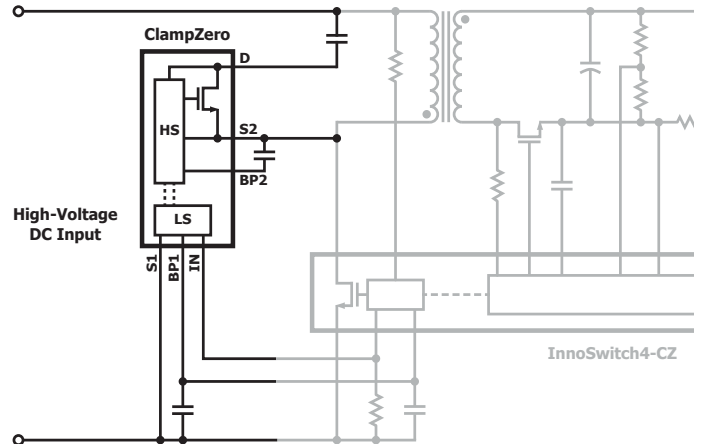 ClampZero
D
HS
S2
BP2
High-Voltage
DC Input
LS
S1
BP1
IN
InnoSwitch4-CZ